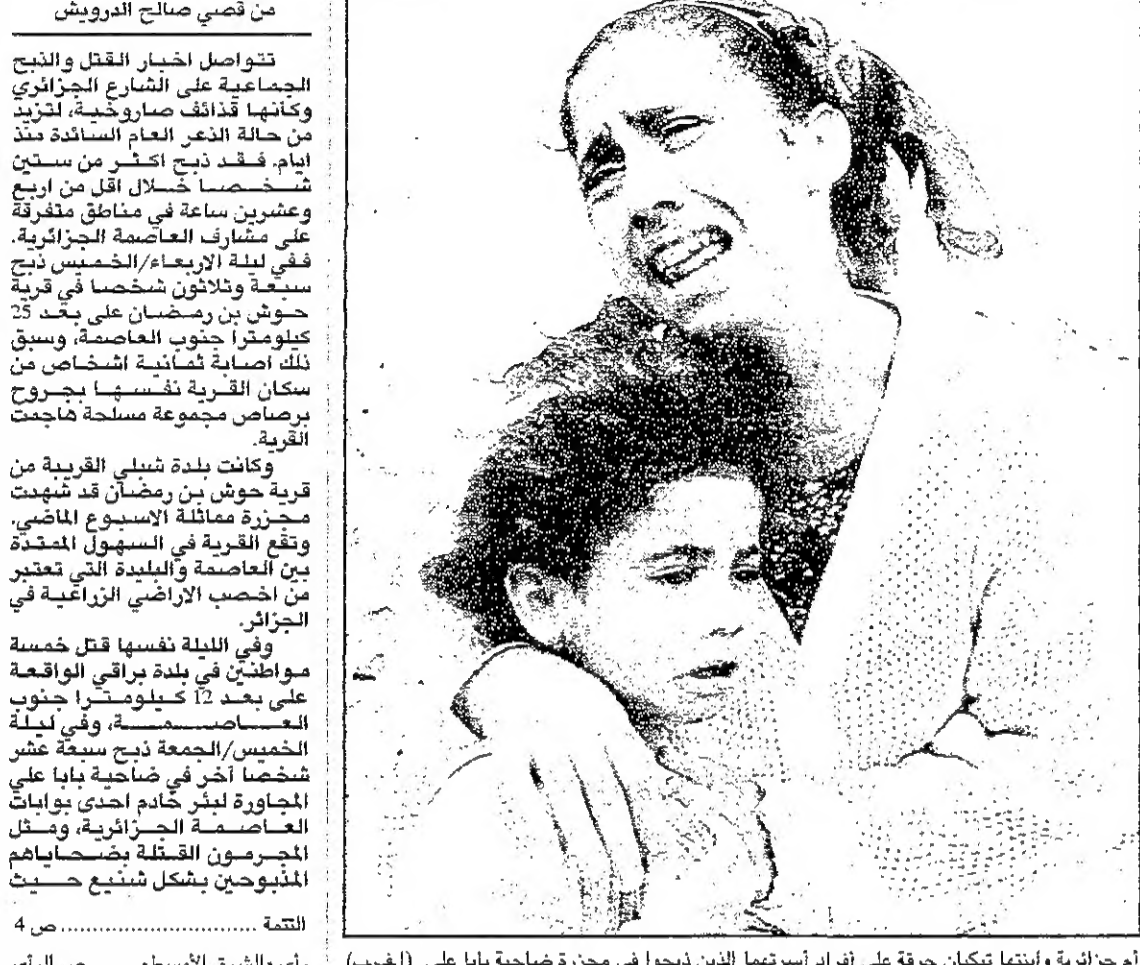 من قصي صالح الدرويش
تتواصل اخبار القتل والذبح
الجماعية على الشارع الجزائري
وكأنها قذائف صاروخية، لتزيد
من حالة الذعر العام السائدة منذ
ايام. فقد ذبح اكثر من ستين
شخصا خلال اقل من اربع
وعشرين ساعة في مناطق متفرقة
على مشارف العاصمة الجزائرية.
ففي ليلة الاربعاء/الخميس ذبح
سبعة وثلاثون شخصا في قرية
حوش بن رمضان على بعد 25
كيلومترا جنوب العاصمة، وسبق
ذلك اصابة ثمانية اشخاص من
سكان القرية نفسها بجروح
برصاص مجموعة مسلحة هاجمت
القرية.
وكانت بلدة شبلي القريبة من
قرية حوش بن رمضان قد شهدت
مجزرة مماثلة الاسبوع الماضي.
وتقع القرية في السهول الممتدة
بين العاصمة والبليدة التي تعتبر
من اخصب الاراضي الزراعية في
الجزائر.
وفي الليلة نفسها قتل خمسة
مواطنين في بلدة براقي الواقعة
على بعد 12 كيلومترا جنوب
العاصمة، وفي ليلة
الخميس/الجمعة ذبح سبعة عشر
شخصا آخر في ضاحية بابا علي
المجاورة لبئر خادم احدى بوابات
العاصمة الجزائرية، ومثل
المجرمون القتلة بضحاياهم
المذبوحين بشكل شنيع حيث
التتمة .............................. ص 4
أم جزائرية وابنتها تبكيان حرقة على أفراد أسرتهما الذين ذبحوا في مجزرة ضاحية بابا علي